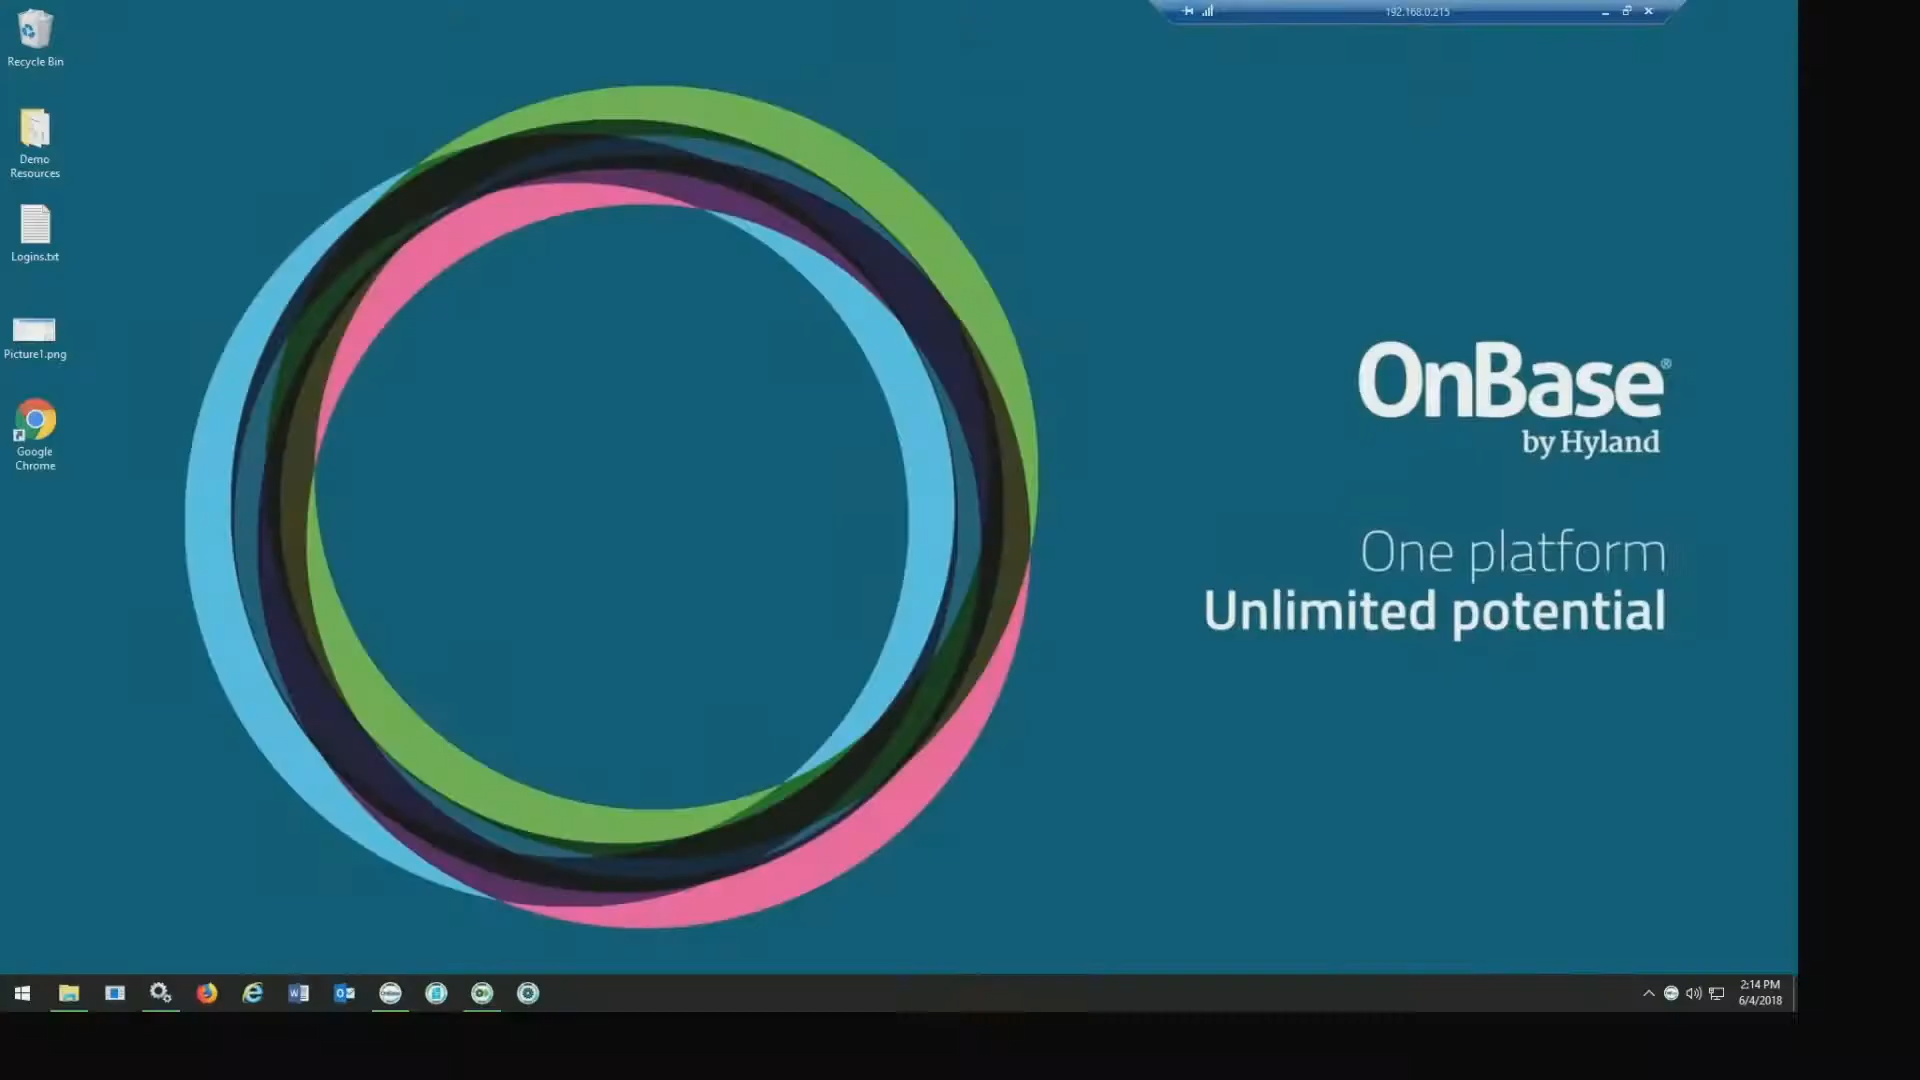 192.168.0.215
Recycle Bin
Demo
Resources
Logins.txt
Picture1.png
Google
Chrome
OnBase®
by Hyland
One platform
Unlimited potential
2:14 PM
6/4/2018